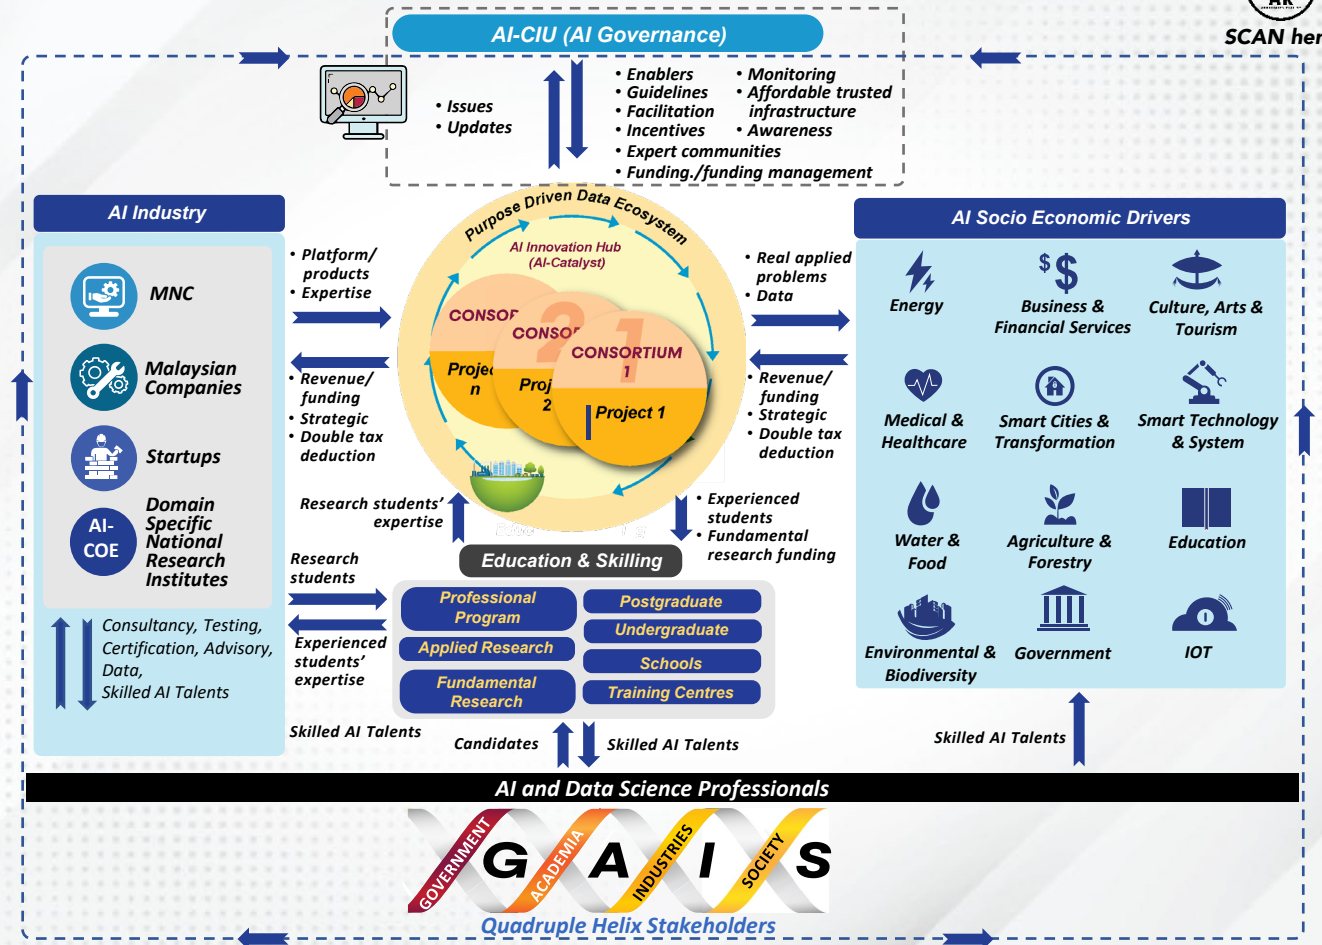 SCAN her
AI-CIU (AI Governance)
• Issues
• Updates
• Enablers
• Guidelines
• Facilitation
• Incentives
• Expert communities
• Funding./funding management
• Monitoring
• Affordable trusted
infrastructure
• Awareness
AI Industry
MNC
Malaysian
Companies
Startups
AI-
COE
Domain
Specific
National
Research
Institutes
Consultancy, Testing,
Certification, Advisory,
Data,
Skilled AI Talents
• Platform/
products
• Expertise
• Revenue/
funding
• Strategic
• Double tax
deduction
Purpose Driven Data Ecosystem
AI Innovation Hub
(AI-Catalyst)
CONSOR
Projec
n
2
CONSOR
Proj
2
1
CONSORTIUM
1
Project 1
• Real applied
problems
• Data
• Revenue/
funding
• Strategic
• Double tax
deduction
AI Socio Economic Drivers
Energy
Business &
Financial Services
Culture, Arts &
Tourism
Medical &
Healthcare
Smart Cities &
Transformation
Smart Technology
& System
Water &
Food
Agriculture &
Forestry
Education
Environmental &
Biodiversity
Government
IOT
Research students’
expertise
• Experienced
students
• Fundamental
research funding
Research
students
Experienced
students’
expertise
Education & Skilling
Professional
Program
Applied Research
Fundamental
Research
Postgraduate
Undergraduate
Schools
Training Centres
Skilled AI Talents
Candidates
Skilled AI Talents
Skilled AI Talents
AI and Data Science Professionals
GOVERNMENT
G
ACADEMIA
A
INDUSTRIES
I
SOCIETY
S
Quadruple Helix Stakeholders